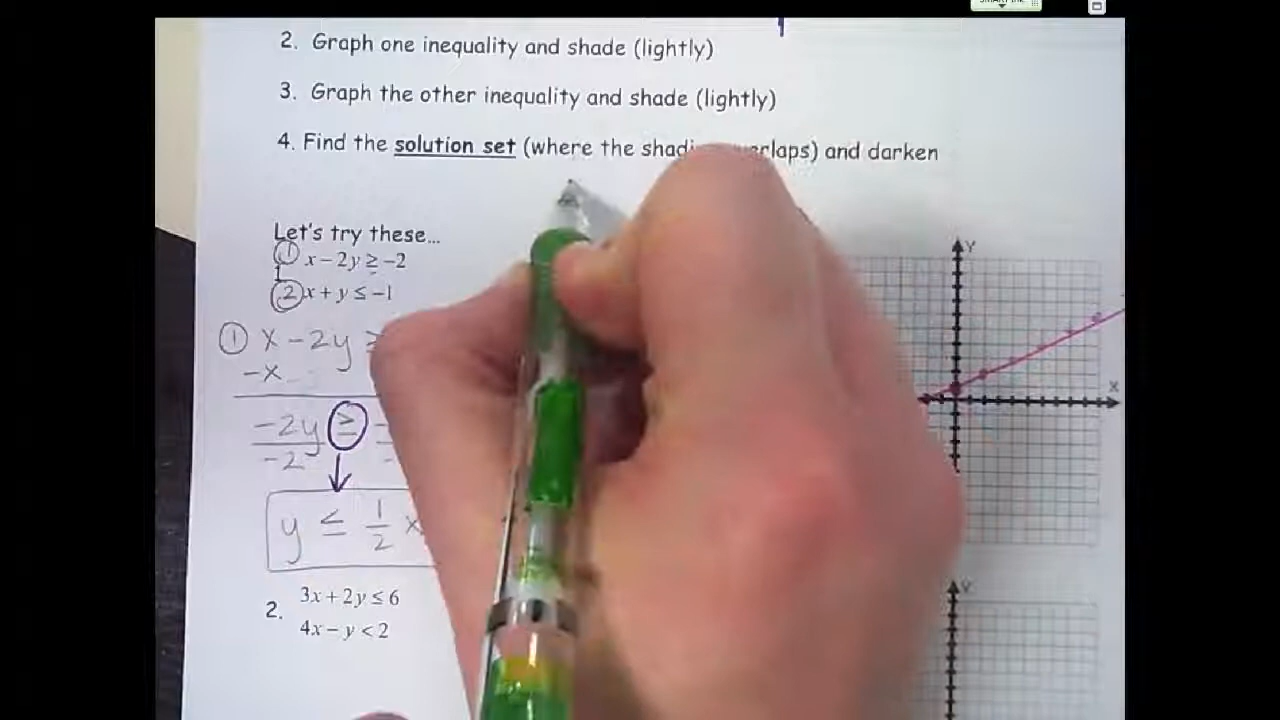 2. Graph one inequality and shade (lightly)
3. Graph the other inequality and shade (lightly)
4. Find the solution set (where the and darken
Let's try these...
① x – 2y ≥ –2
1.
② x + y ≤ –1
① x – 2y ≥
–x
–2y ≥ –
–2
y ≤ 1/2 x
3x + 2y ≤ 6
2.
4x – y < 2
Y
X
Y